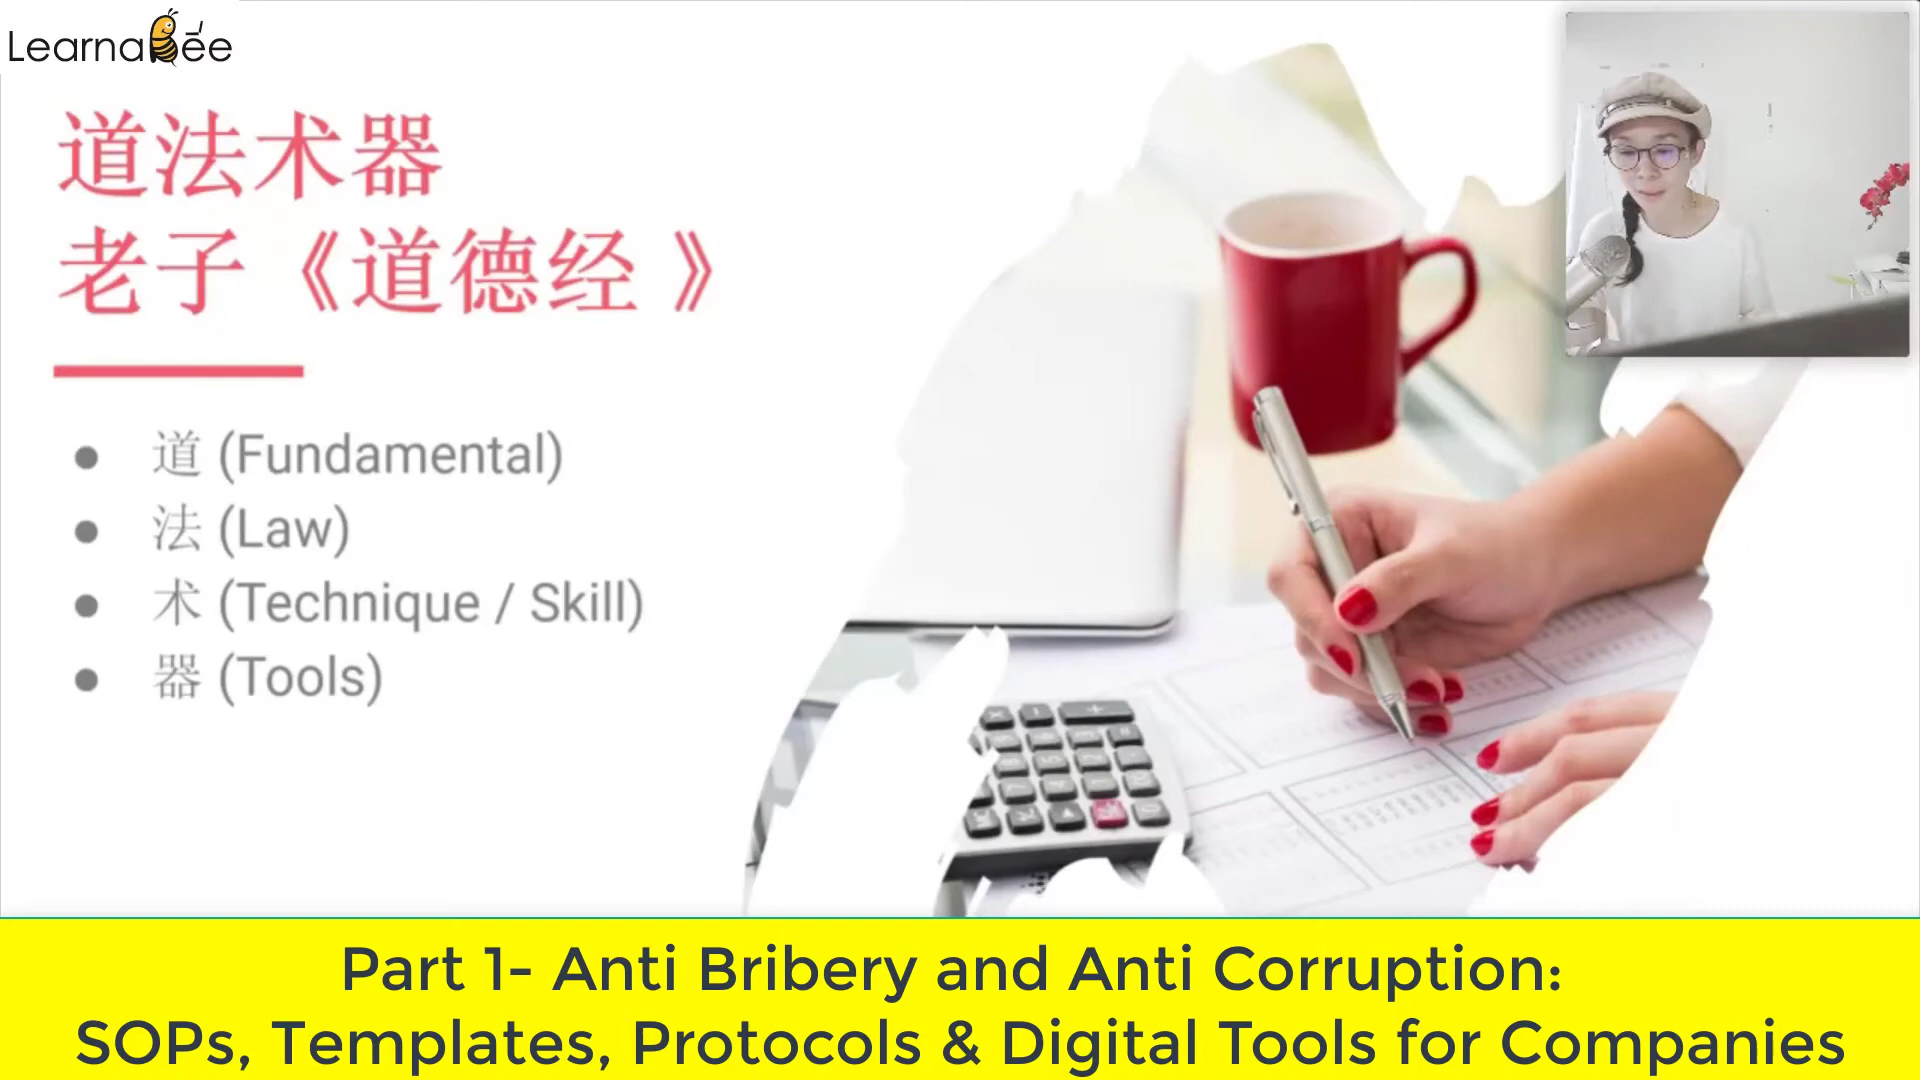 LearnaBee
道法术器
老子《道德经 》
道 (Fundamental)
法 (Law)
术 (Technique / Skill)
器 (Tools)
Part 1- Anti Bribery and Anti Corruption:
SOPs, Templates, Protocols & Digital Tools for Companies